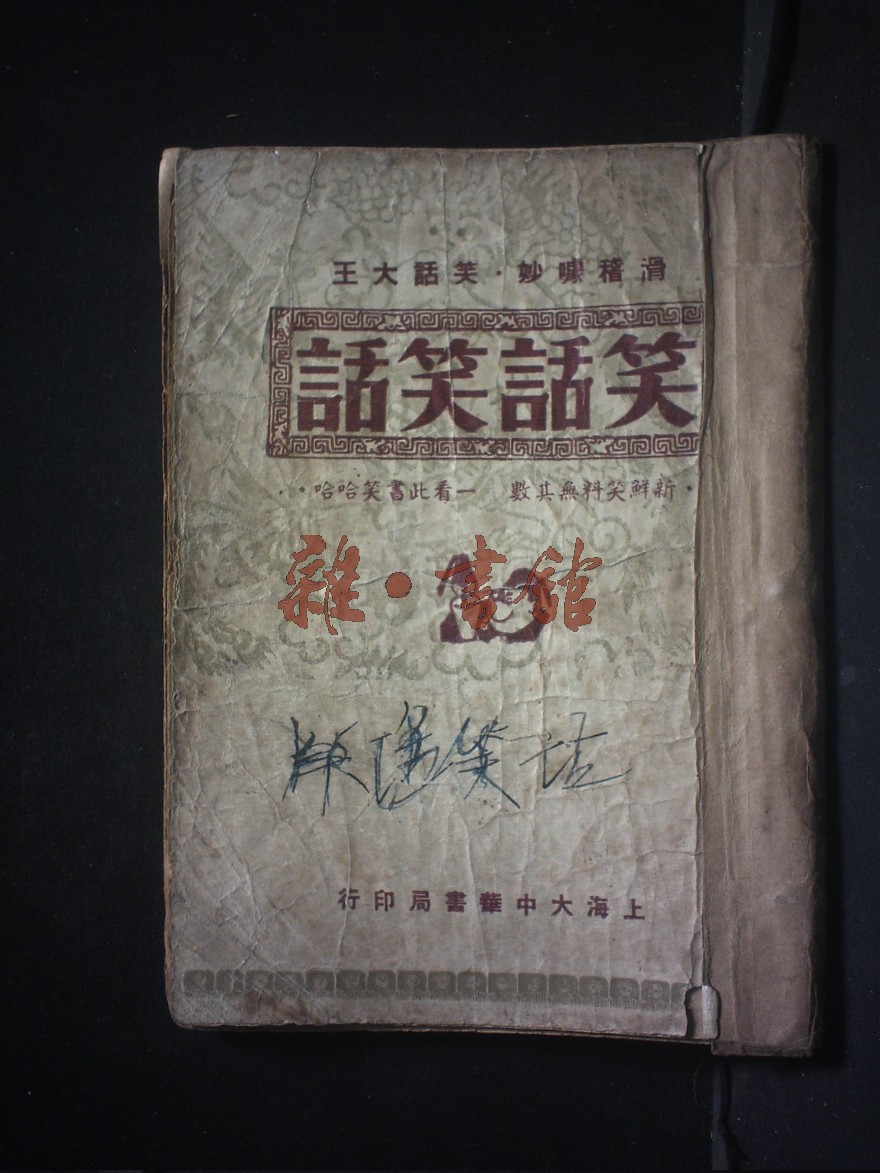 滑稽噱妙·笑話大王
笑話笑話
·新鮮笑料無其數 一看此書笑哈哈··
雜·書館
笑话
上海大中華書局印行